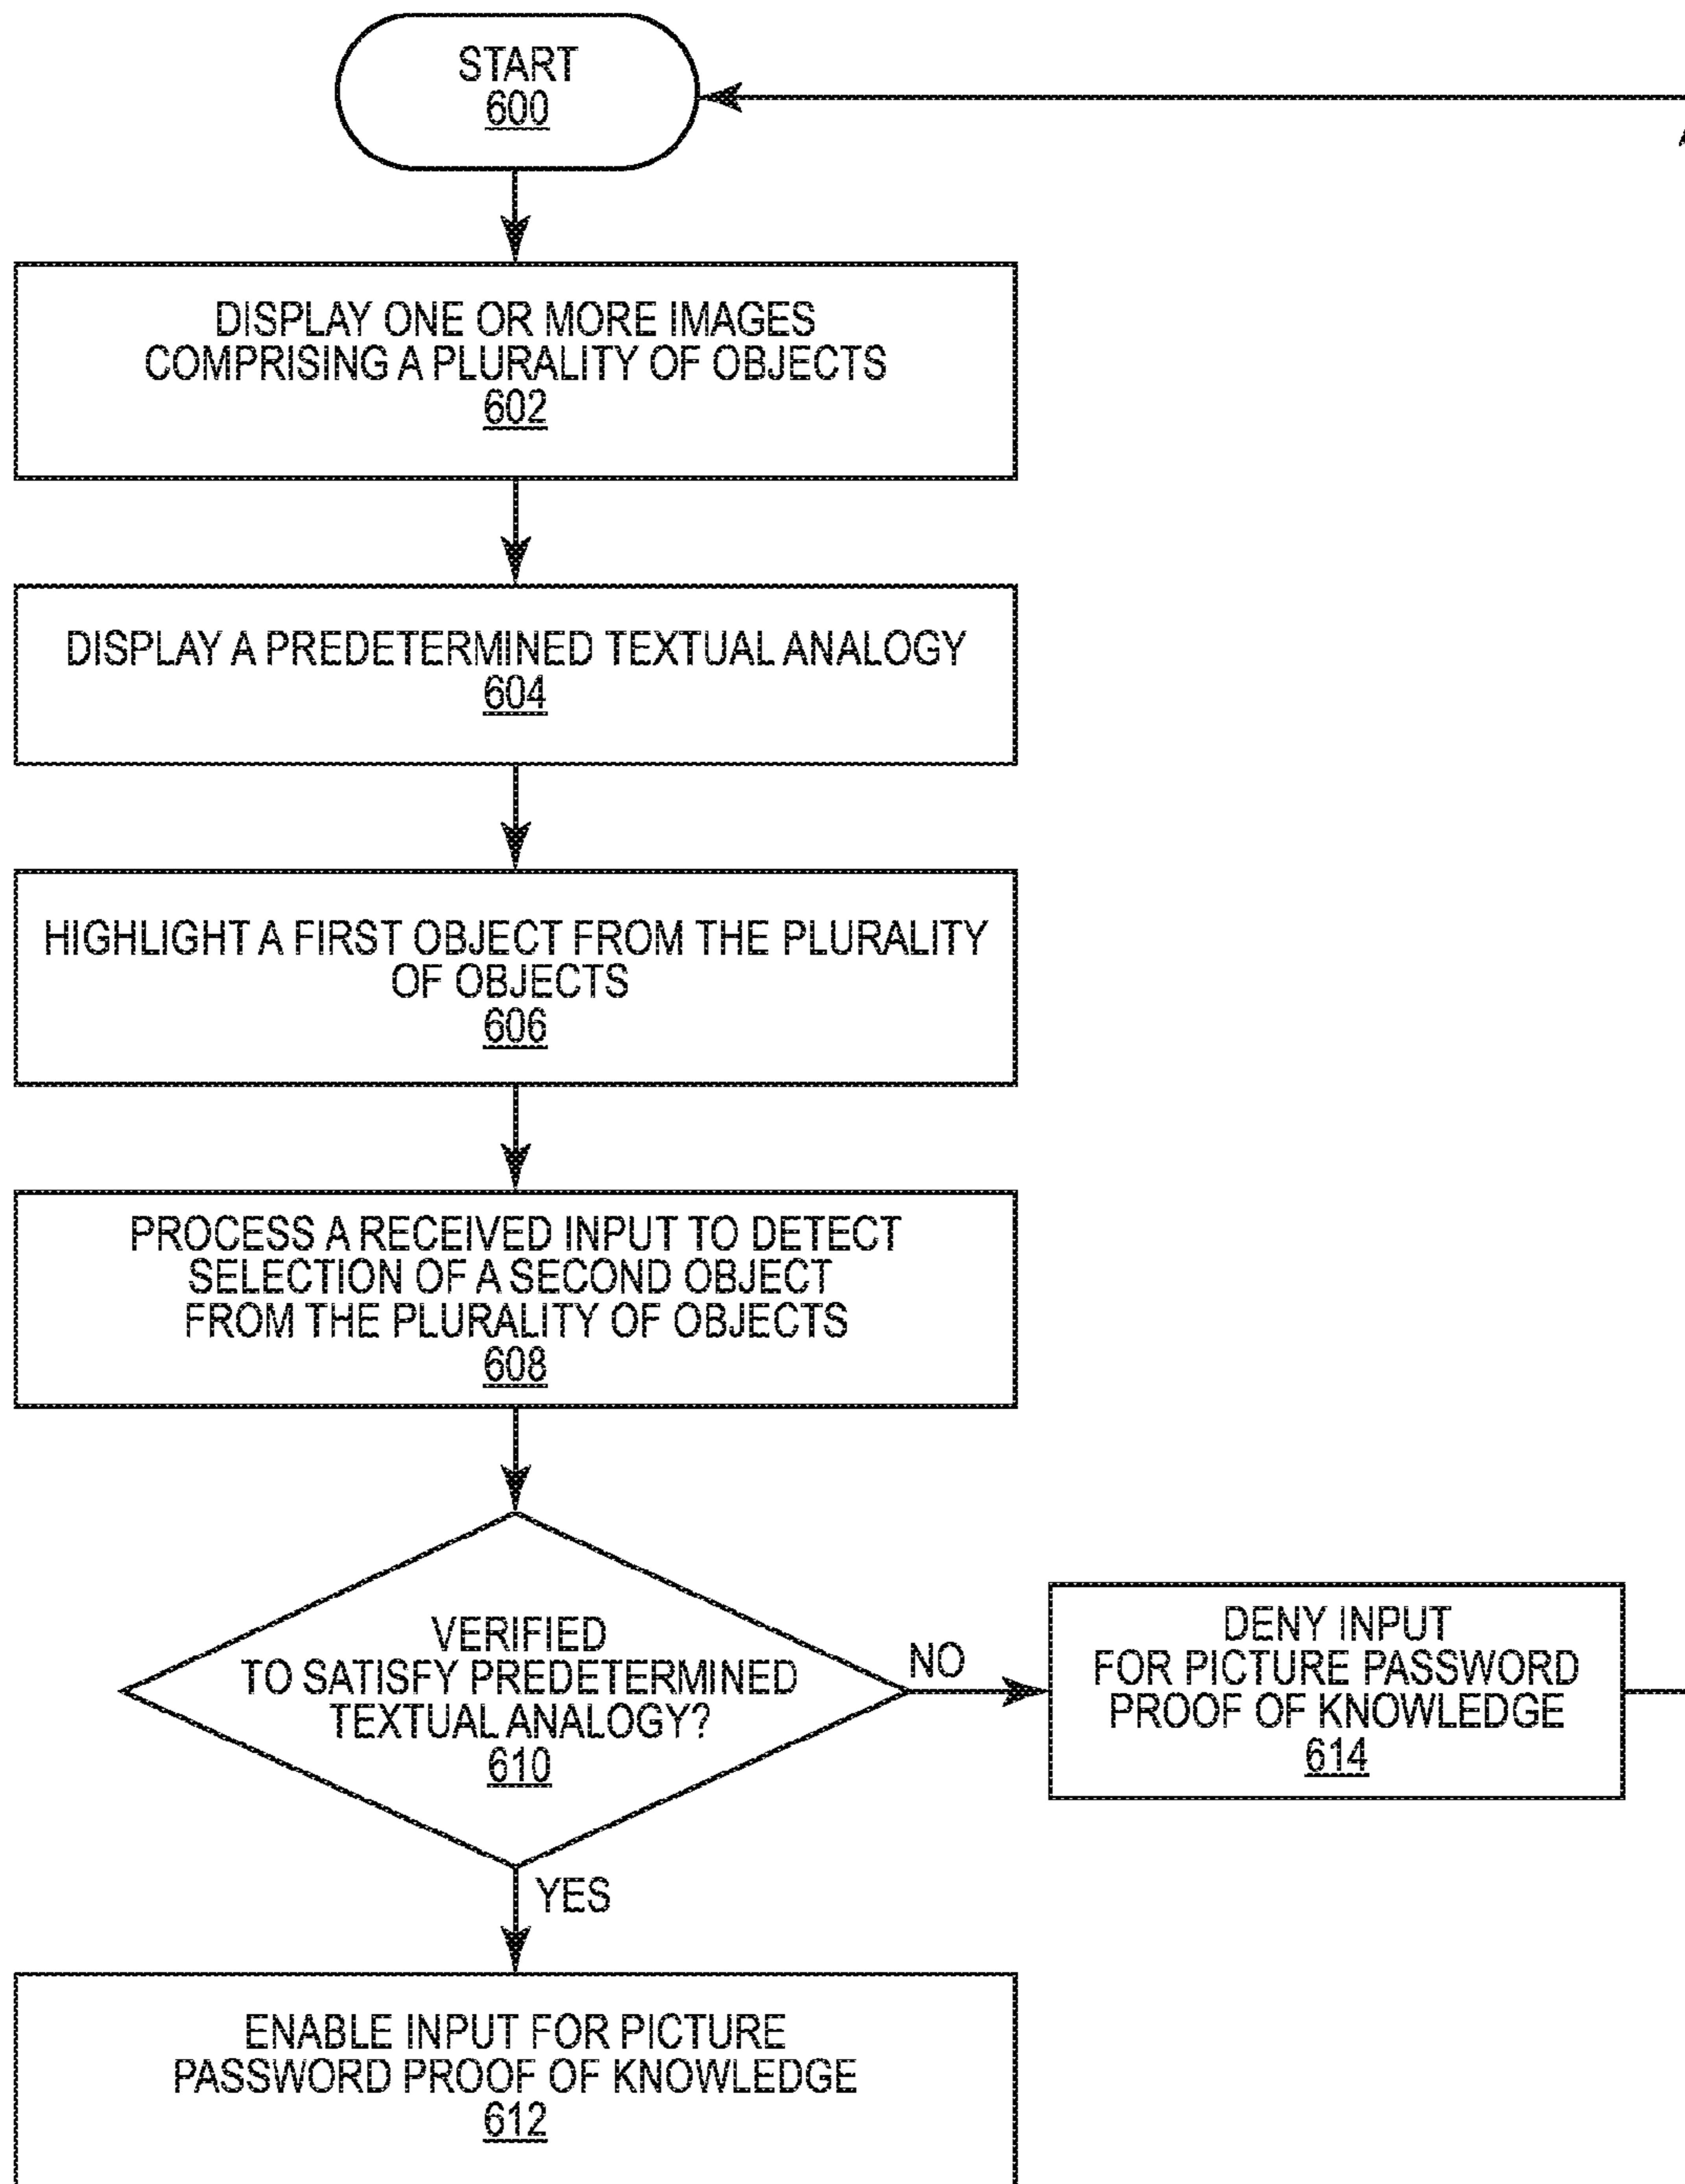 START
600
DISPLAY ONE OR MORE IMAGES
COMPRISING A PLURALITY OF OBJECTS
602
DISPLAY A PREDETERMINED TEXTUAL ANALOGY
604
HIGHLIGHT A FIRST OBJECT FROM THE PLURALITY
OF OBJECTS
606
PROCESS A RECEIVED INPUT TO DETECT
SELECTION OF A SECOND OBJECT
FROM THE PLURALITY OF OBJECTS
608
VERIFIED
TO SATISFY PREDETERMINED
TEXTUAL ANALOGY?
610
NO
DENY INPUT
FOR PICTURE PASSWORD
PROOF OF KNOWLEDGE
614
YES
ENABLE INPUT FOR PICTURE
PASSWORD PROOF OF KNOWLEDGE
612